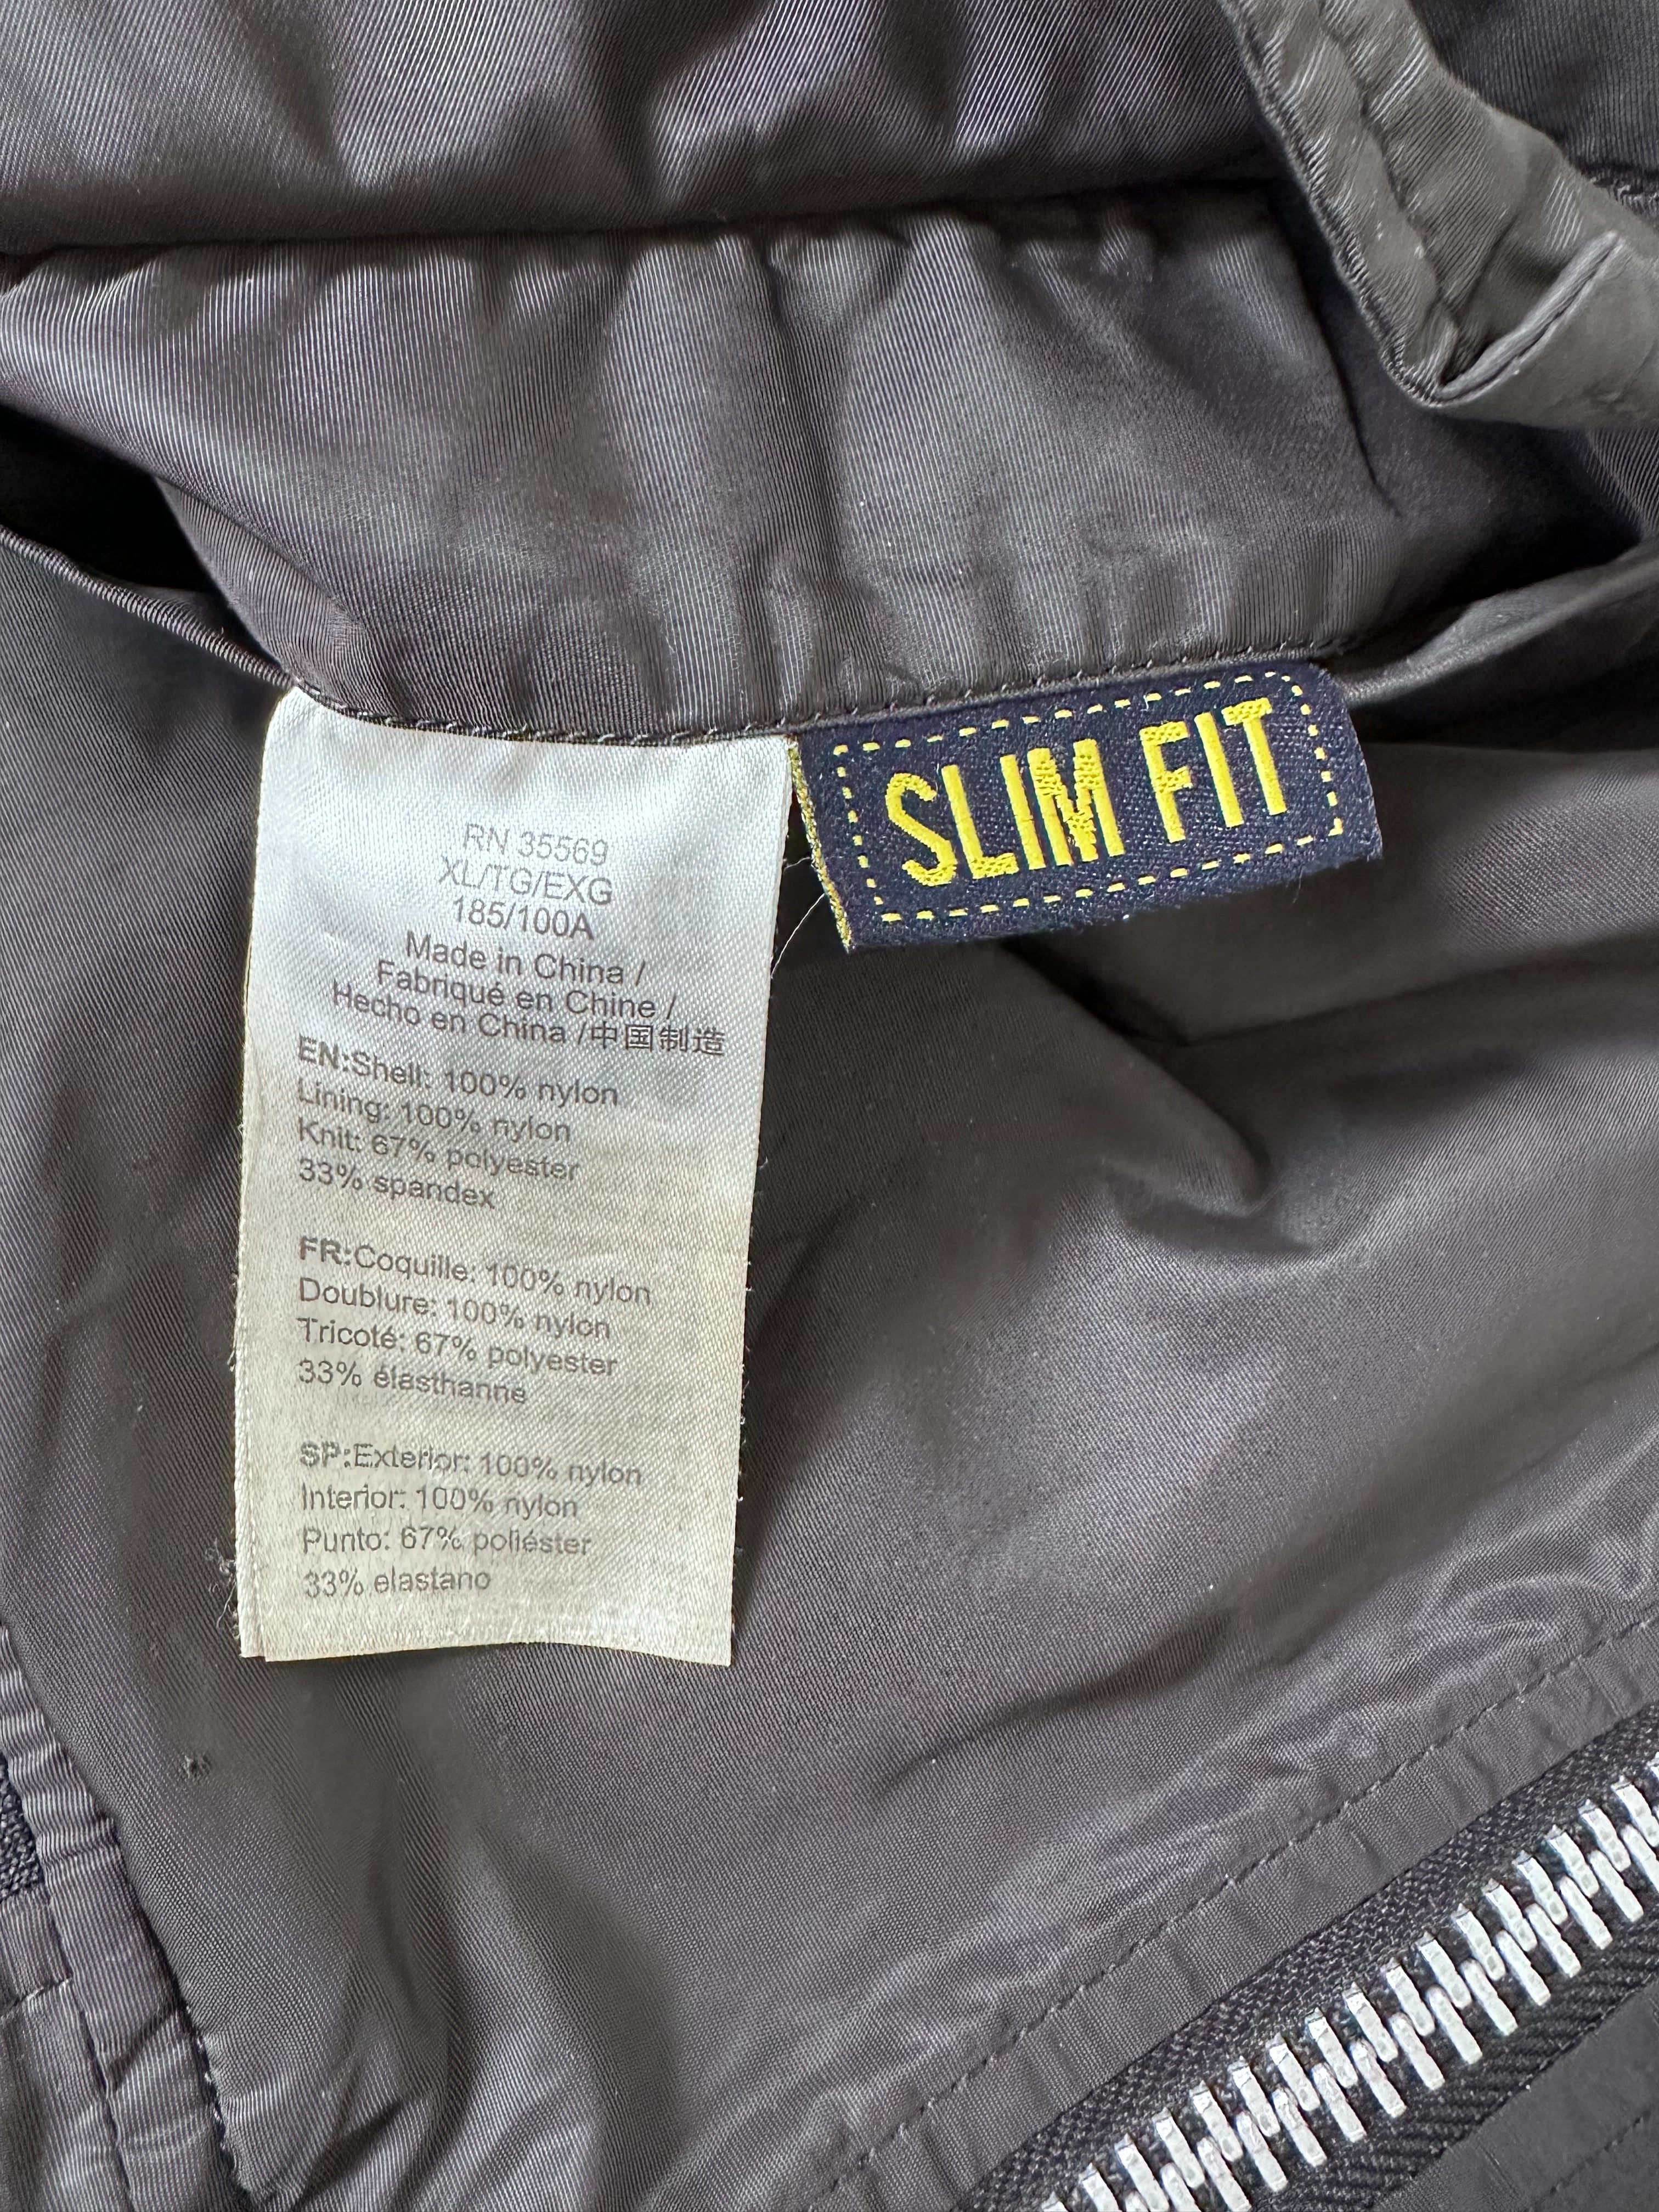 SLIM FIT
RN 35569
XL/TG/EXG
185/100A
Made in China /
Fabriqué en Chine /
Hecho en China /中国制造
EN:Shell: 100% nylon
Lining: 100% nylon
Knit: 67% polyester
33% spandex
FR:Coquille: 100% nylon
Doublure: 100% nylon
Tricoté: 67% polyester
33% élasthanne
SP:Exterior: 100% nylon
Interior: 100% nylon
Punto: 67% poliéster
33% elastano